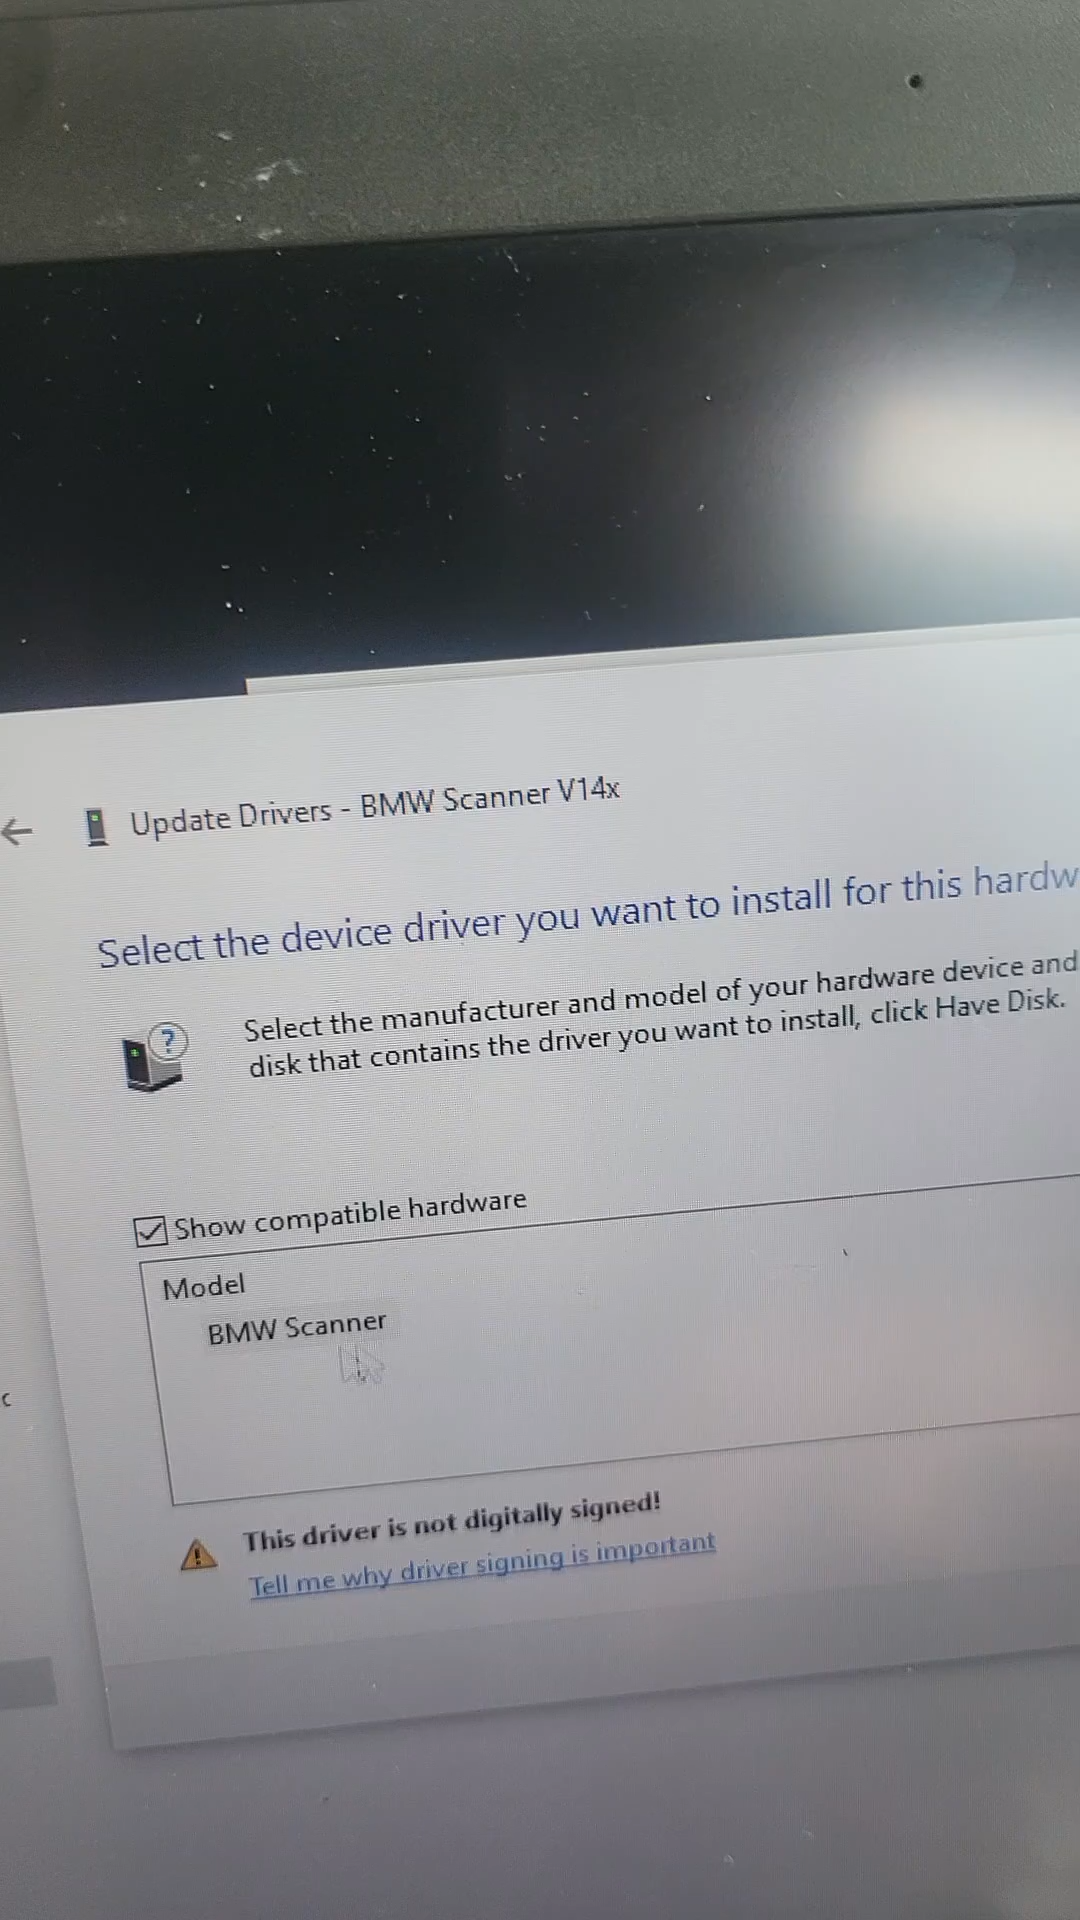 Update Drivers - BMW Scanner V14x
Select the device driver you want to install for this
Select the manufacturer and model of your hardware device and
disk that contains the driver you want to install, click Have Disk.
Show compatible hardware
Model
BMW Scanner
This driver is not digitally signed!
Tell me why driver signing is important